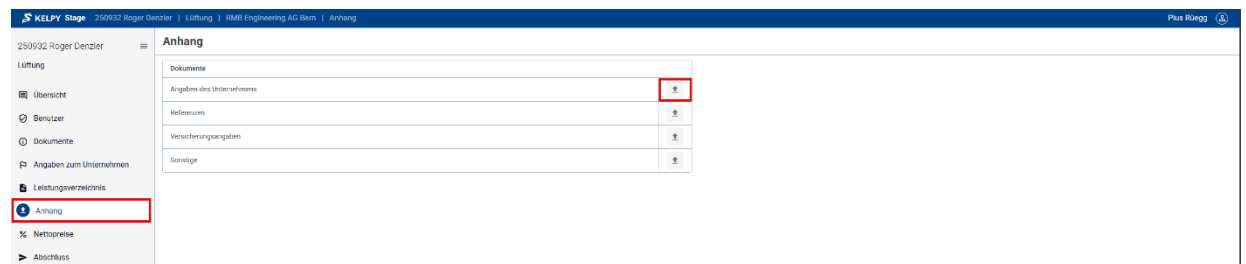 KELPY Stage 250932 Roger Denzler | Lüftung | RMB Engineering AG Bern | Anhang
Pius Rüegg
250932 Roger Denzler
Lüftung
Übersicht
Benutzer
Dokumente
Angaben zum Unternehmen
Leistungsverzeichnis
Anhang
Nettopreise
Abschluss
Anhang
Dokumente
Angaben des Unternehmens
Referenzen
Versicherungsangaben
Sonstige